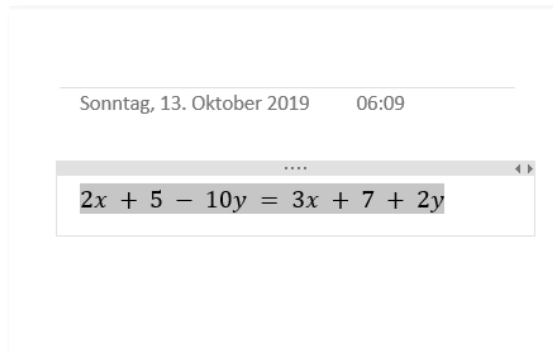 Sonntag, 13. Oktober 2019 06:09
2x + 5 − 10y = 3x + 7 + 2y